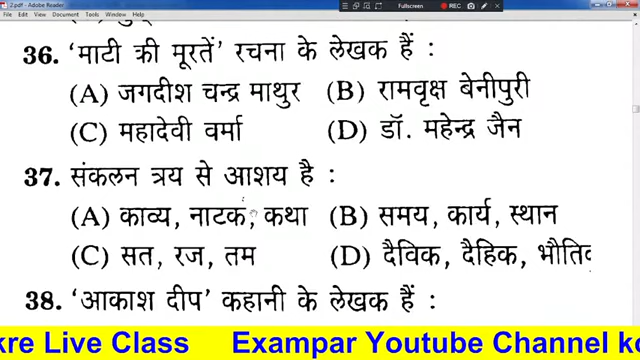 2.pdf - Adobe Reader
Fullscreen
REC
File Edit View Document Tools Window Help
36. ‘माटी की मूरतें’ रचना के लेखक हैं :
(A) जगदीश चन्द्र माथुर (B) रामवृक्ष बेनीपुरी
(C) महादेवी वर्मा (D) डॉ. महेन्द्र जैन
37. संकलन त्रय से आशय है :
(A) काव्य, नाटक, कथा (B) समय, कार्य, स्थान
(C) सत, रज, तम (D) दैविक, दैहिक,
38. ‘आकाश दीप’ कहानी के लेखक हैं :
Live Class Exampar Youtube Channel